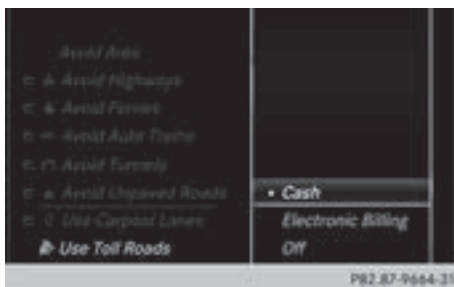 Avoid Area
Avoid Highways
Avoid Ferries
Avoid Auto Trains
Avoid Tunnels
Avoid Unpaved Roads
Use Carpool Lanes
Use Toll Roads
• Cash
Electronic Billing
Off
P82.87-9664-31